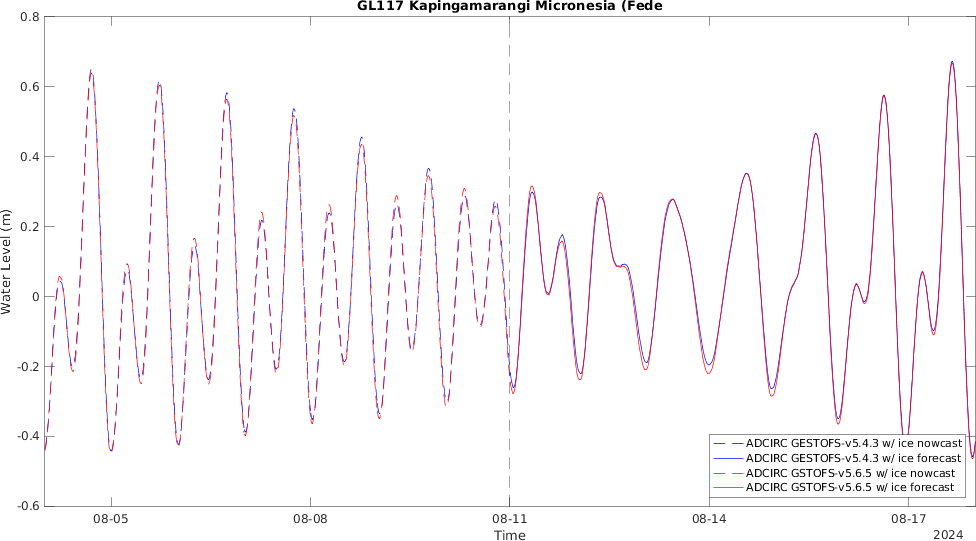 GL117 Kapingamarangi Micronesia (Fede
0.8
0.6
0.4
0.2
0
-0.2
-0.4
-0.6
Water Level (m)
ADCIRC GESTOFS-v5.4.3 w/ ice nowcast
ADCIRC GESTOFS-v5.4.3 w/ ice forecast
ADCIRC GSTOFS-v5.6.5 w/ ice nowcast
ADCIRC GSTOFS-v5.6.5 w/ ice forecast
08-05 08-08 08-11 08-14 08-17
Time
2024